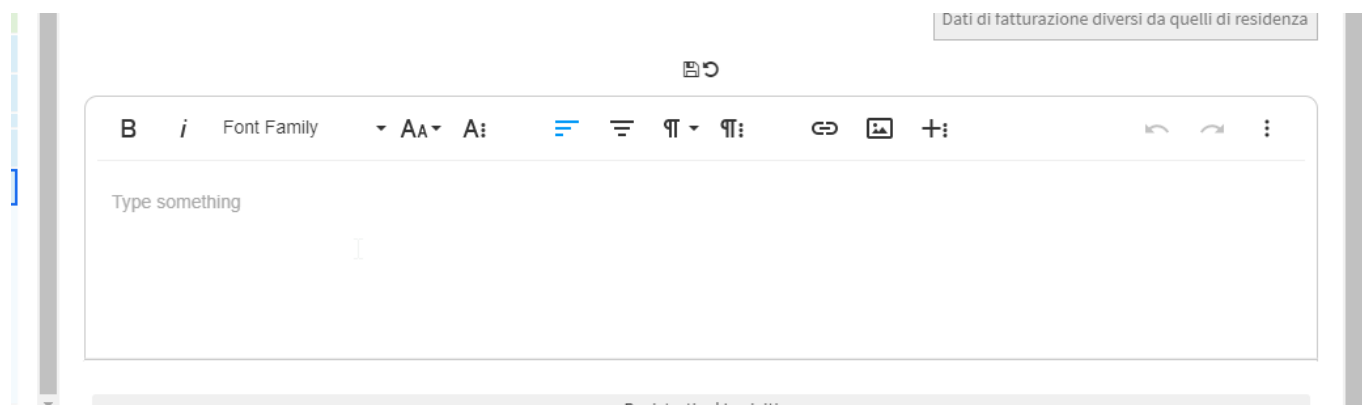 Dati di fatturazione diversi da quelli di residenza
B i Font Family AA A
Type something